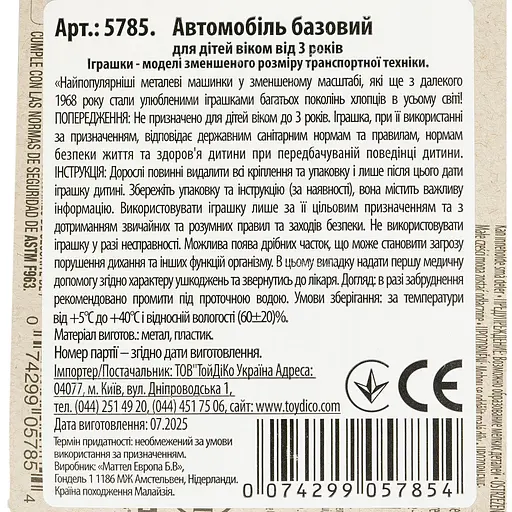 Арт.: 5785.   Автомобіль базовий
для дітей віком від 3 років
Іграшки - моделі зменшеного розміру транспортної техніки.
«Найпопулярніші металеві машинки у зменшеному масштабі, які ще з далекого
1968 року стали улюбленими іграшками багатьох поколінь хлопців в усьому світі!
ПОПЕРЕДЖЕННЯ: Не призначено для дітей віком до 3 років. Іграшка, при її використанні
за призначенням, відповідає державним санітарним нормам та правилам, нормам
безпеки життя та здоров'я дитини при передбачуваній поведінці дитини.
ІНСТРУКЦІЯ: Дорослі повинні видалити всі кріплення та упаковку і лише після цього дати
іграшку дитині. Збережіть упаковку та інструкцію (за наявності), вона містить важливу
інформацію. Використовувати іграшку лише за її цільовим призначенням та з
дотриманням звичайних та розумних правил та заходів безпеки. Не використовувати
іграшку у разі несправності. Можлива поява дрібних часток, що може становити загрозу
порушення дихання та інших функцій організму. В цьому випадку надати першу медичну
допомогу згідно характеру ушкоджень та звернутись до лікаря. Догляд: в разі забруднення
рекомендовано промити під проточною водою. Умови зберігання: за температури
від +5°C до +40°C і відносній вологості (60±20)%.
Матеріал виготов.: метал, пластик.
Номер партії – згідно дати виготовлення.
Імпортер/Постачальник: ТОВ"ТойДіКо Україна Адреса:
04077, м. Київ, вул. Дніпроводська 1,
тел. (044) 251 49 20, (044) 451 75 06, сайт: www.toydico.com
Дата виготовлення: 07.2025
Термін придатності: необмежений за умови
використання за призначенням.
Виробник: «Маттел Европа Б.В»,
Гондель 1 1186 МЖ Амстельвен, Нідерланди.
Країна походження Малайзія.
CE
0 74299 05785 4
CUMPLE CON LAS NORMAS DE SEGURIDAD DE ASTM F963
0 74299 05785 4